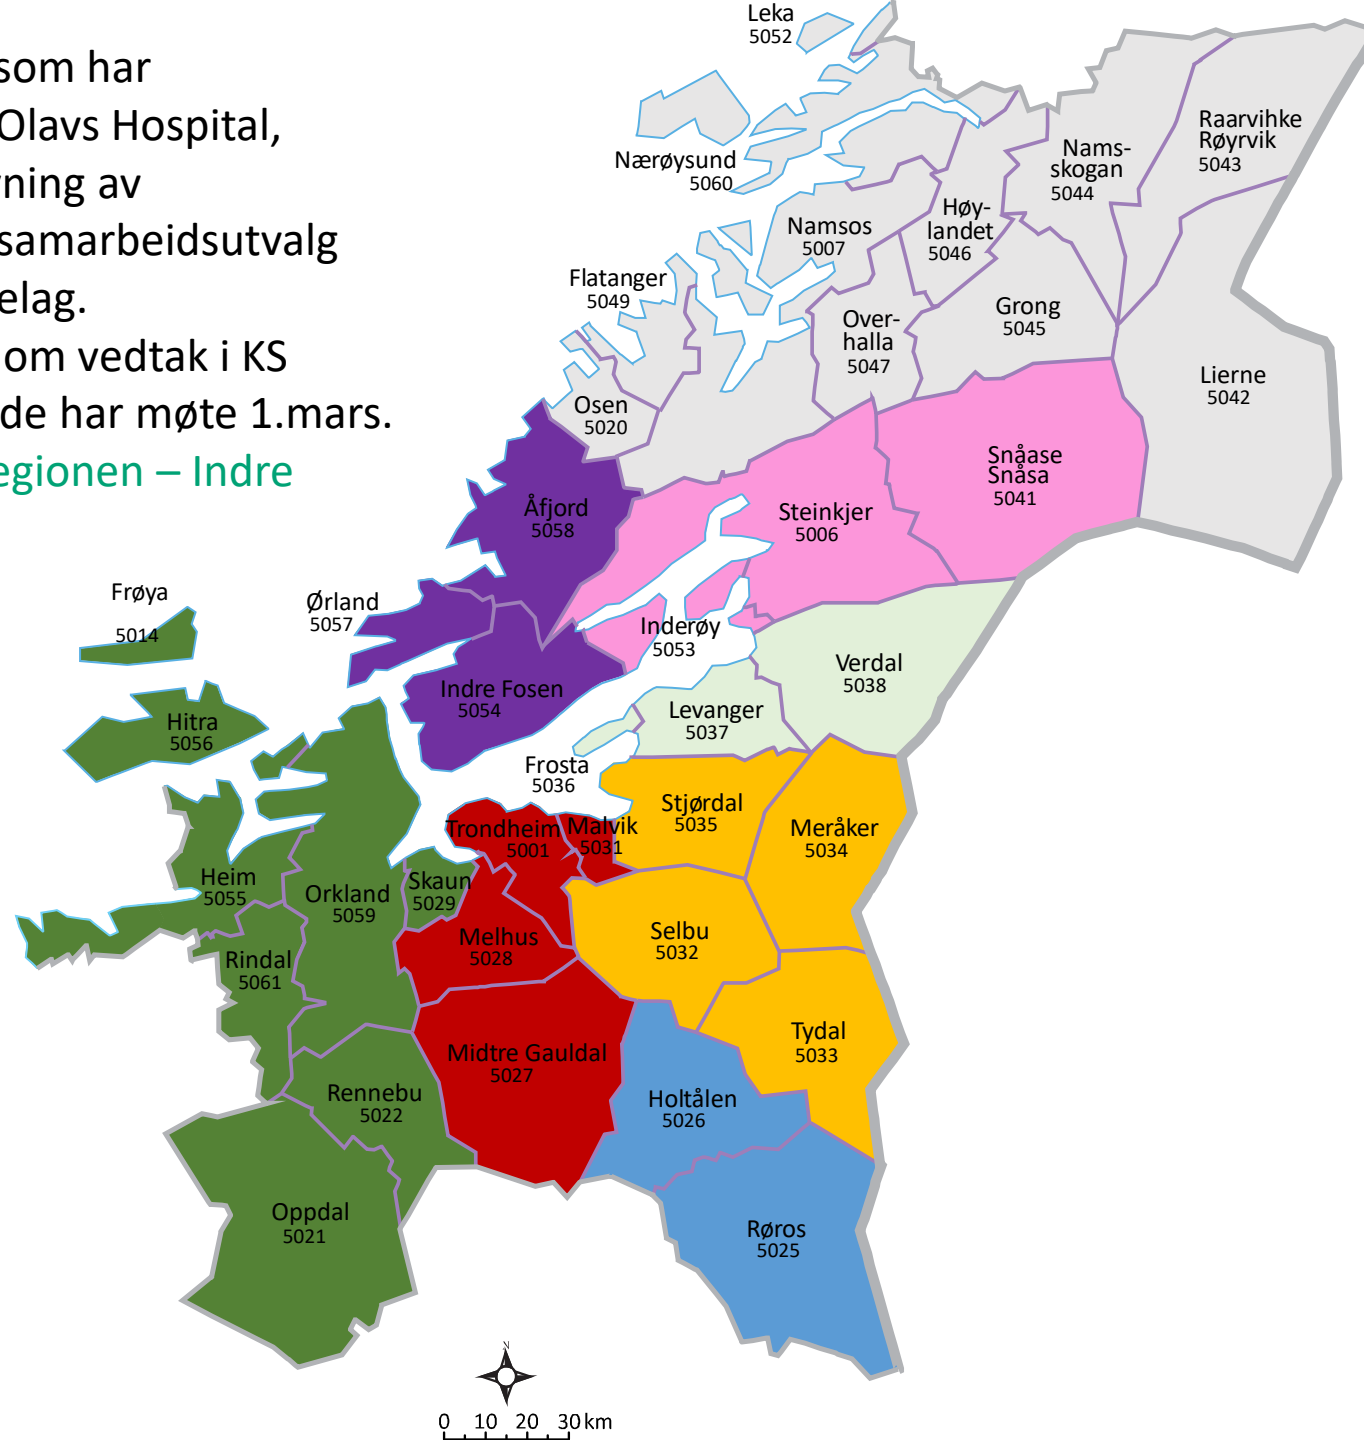 som har
Olavs Hospital,
rning av
samarbeidsutvalg
elag.
om vedtak i KS
de har møte 1.mars.
egionen – Indre
Leka
5052
Nærøysund
5060
Raarvihke
Røyrvik
5043
Nams-
skogan
5044
Høy-
landet
5046
Namsos
5007
Flatanger
5049
Over-
halla
5047
Grong
5045
Lierne
5042
Osen
5020
Snåase
Snåsa
5041
Steinkjer
5006
Åfjord
5058
Frøya
5014
Ørland
5057
Inderøy
5053
Verdal
5038
Indre Fosen
5054
Levanger
5037
Hitra
5056
Frosta
5036
Stjørdal
5035
Meråker
5034
Trondheim
5001
Malvik
5031
Heim
5055
Orkland
5059
Skaun
5029
Selbu
5032
Melhus
5028
Rindal
5061
Tydal
5033
Midtre Gauldal
5027
Rennebu
5022
Holtålen
5026
Oppdal
5021
Røros
5025
N
0 10 20 30 km